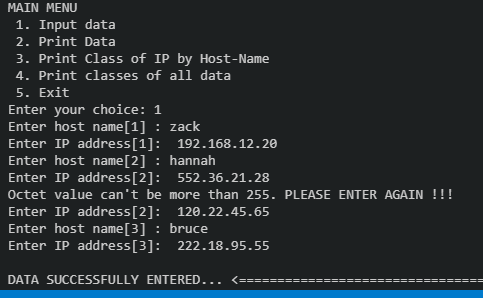 MAIN MENU
1. Input data
2. Print Data
3. Print Class of IP by Host-Name
4. Print classes of all data
5. Exit
Enter your choice: 1
Enter host name[1] : zack
Enter IP address[1]:  192.168.12.20
Enter host name[2] : hannah
Enter IP address[2]:  552.36.21.28
Octet value can't be more than 255. PLEASE ENTER AGAIN !!!
Enter IP address[2]:  120.22.45.65
Enter host name[3] : bruce
Enter IP address[3]:  222.18.95.55
DATA SUCCESSFULLY ENTERED... <================================